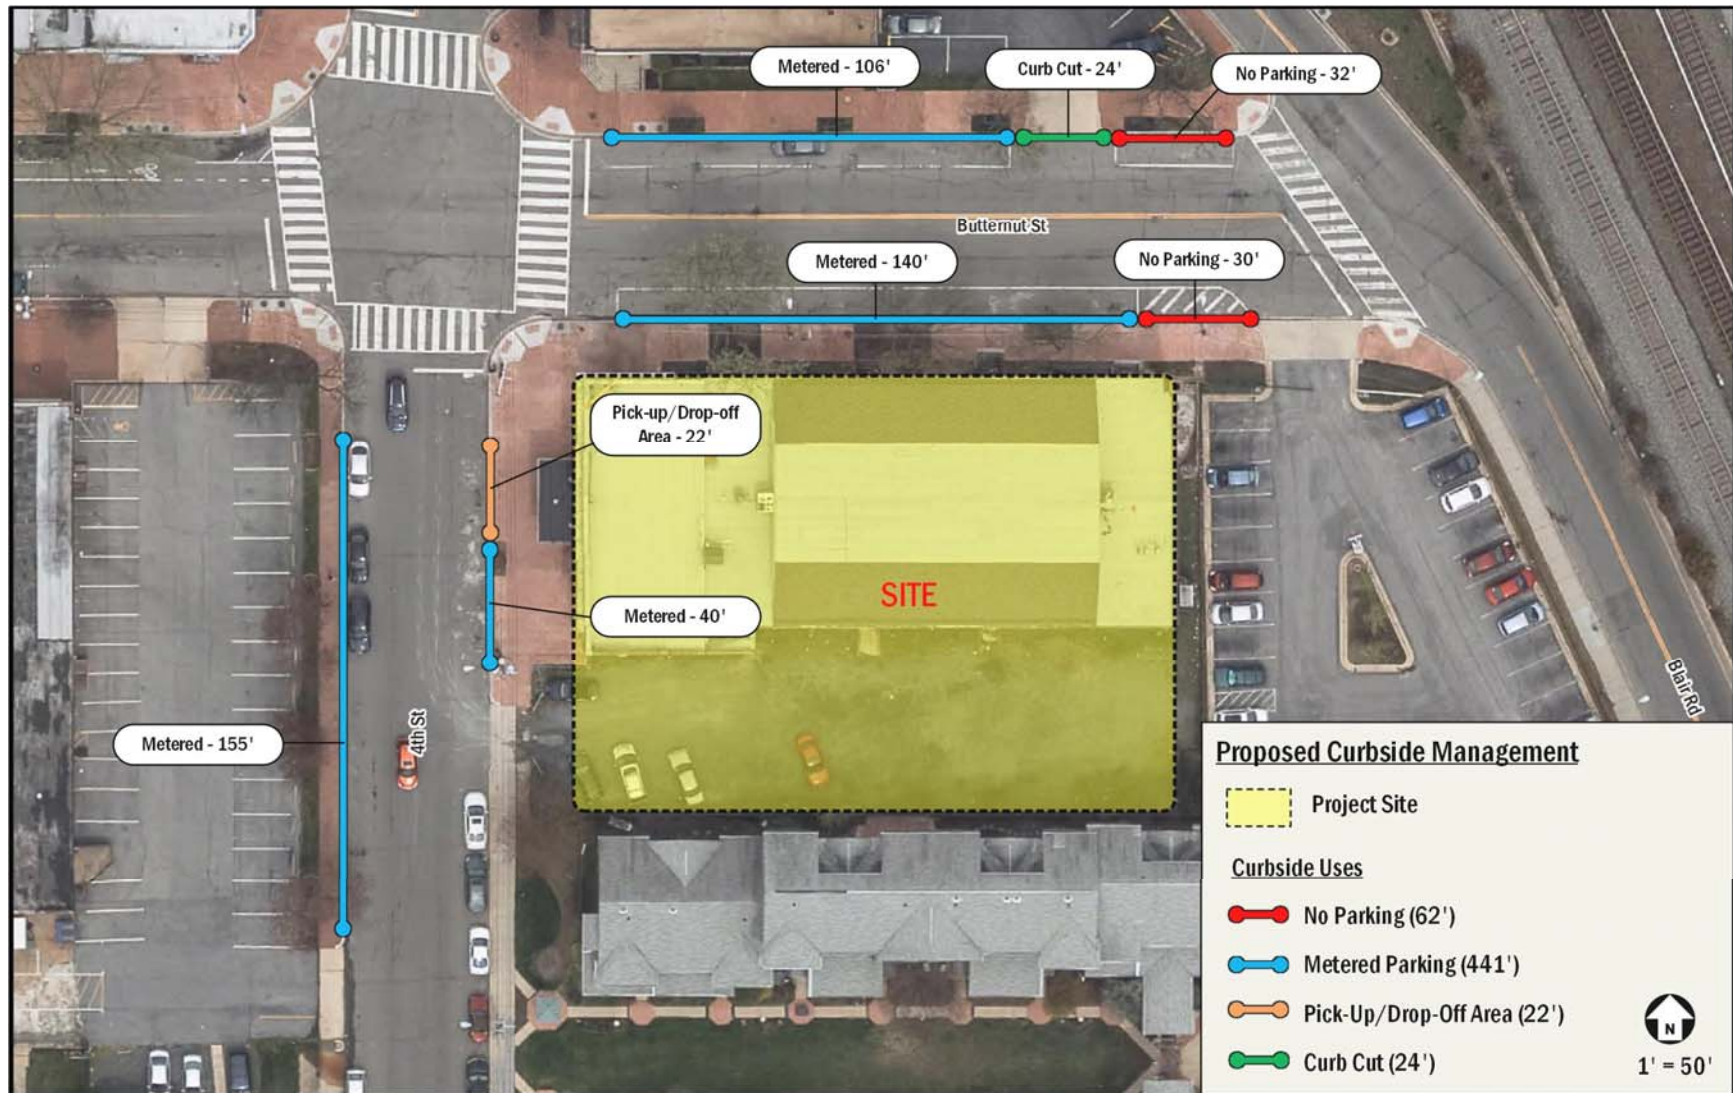 Metered - 106'
Curb Cut - 24'
No Parking - 32'
Butternut St
Metered - 140'
No Parking - 30'
Pick-up/Drop-off
Area - 22'
SITE
Metered - 40'
Metered - 155'
4th St
Blair Rd
Proposed Curbside Management
Project Site
Curbside Uses
No Parking (62')
Metered Parking (441')
Pick-Up/Drop-Off Area (22')
Curb Cut (24')
N
1' = 50'